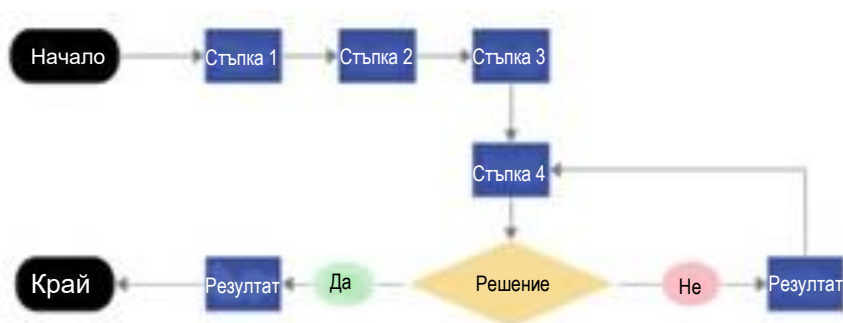 Начало
Стъпка 1
Стъпка 2
Стъпка 3
Стъпка 4
Край
Резултат
Да
Решение
Не
Резултат